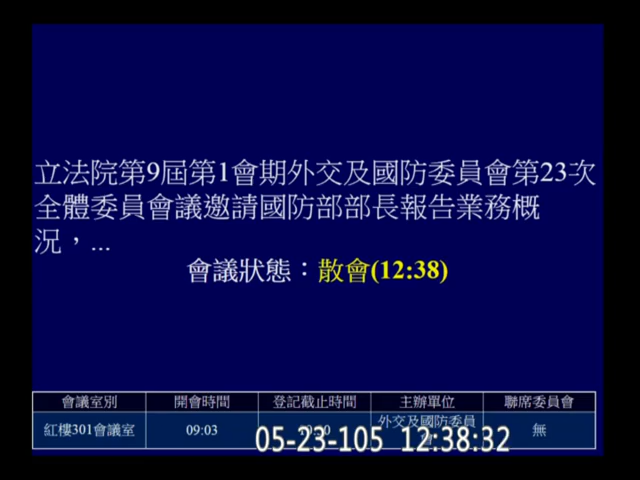 立法院第9屆第1會期外交及國防委員會第23次
全體委員會議邀請國防部部長報告業務概
況，...
會議狀態：散會(12:38)
會議室別 開會時間 登記截止時間 主辦單位 聯席委員會
紅樓301會議室 09:03 外交及國防委員 無
05-23-105 12:38:32